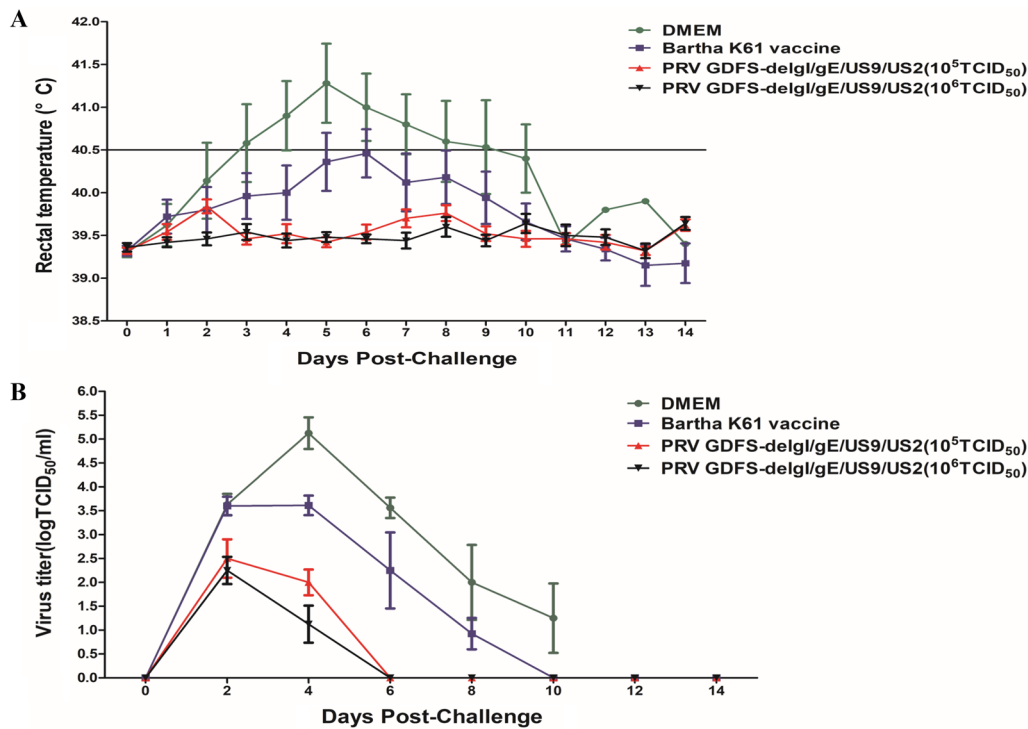 A
42.0
41.5
41.0
40.5
40.0
39.5
39.0
38.5
Rectal temperature (° C)
0 1 2 3 4 5 6 7 8 9 10 11 12 13 14
Days Post-Challenge
DMEM
Bartha K61 vaccine
PRV GDFS-delgI/gE/US9/US2(10⁵TCID₅₀)
PRV GDFS-delgI/gE/US9/US2(10⁶TCID₅₀)
B
6.0
5.5
5.0
4.5
4.0
3.5
3.0
2.5
2.0
1.5
1.0
0.5
0.0
Virus titer(logTCID₅₀/ml)
0 2 4 6 8 10 12 14
Days Post-Challenge
DMEM
Bartha K61 vaccine
PRV GDFS-delgI/gE/US9/US2(10⁵TCID₅₀)
PRV GDFS-delgI/gE/US9/US2(10⁶TCID₅₀)